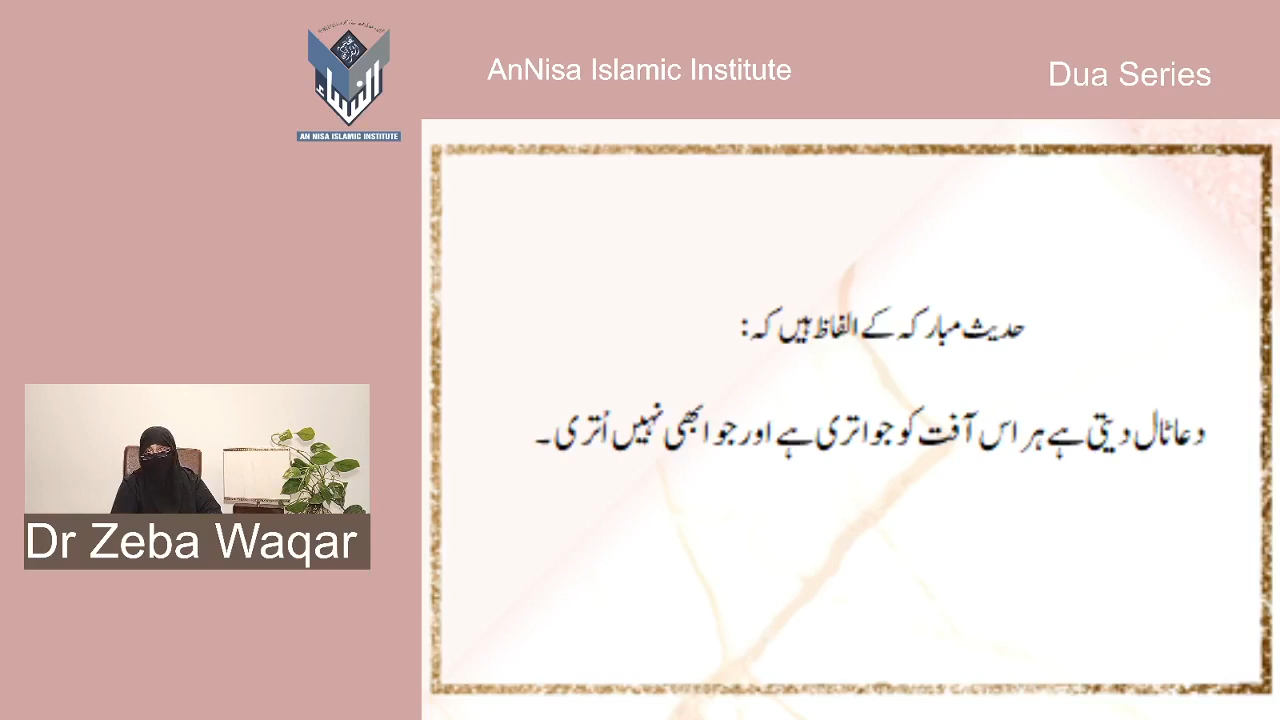 AnNisa Islamic Institute
Dua Series
النساء
AN NISA ISLAMIC INSTITUTE
حدیث مبارکہ کے الفاظ ہیں کہ:
دعا ٹال دیتی ہے ہر اس آفت کو جو اتری ہے اور جو ابھی نہیں اُتری۔
Dr Zeba Waqar